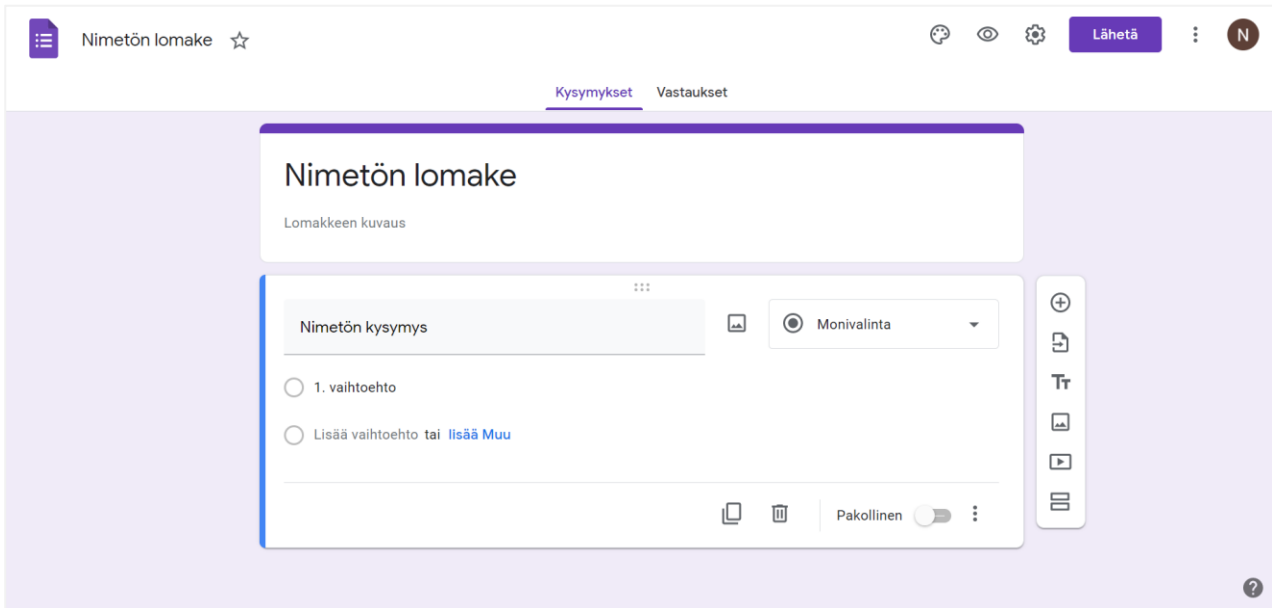 Nimetön lomake
Lähetä
N
Kysymykset Vastaukset
Nimetön lomake
Lomakkeen kuvaus
Nimetön kysymys
Monivalinta
1. vaihtoehto
Lisää vaihtoehto tai lisää Muu
Pakollinen